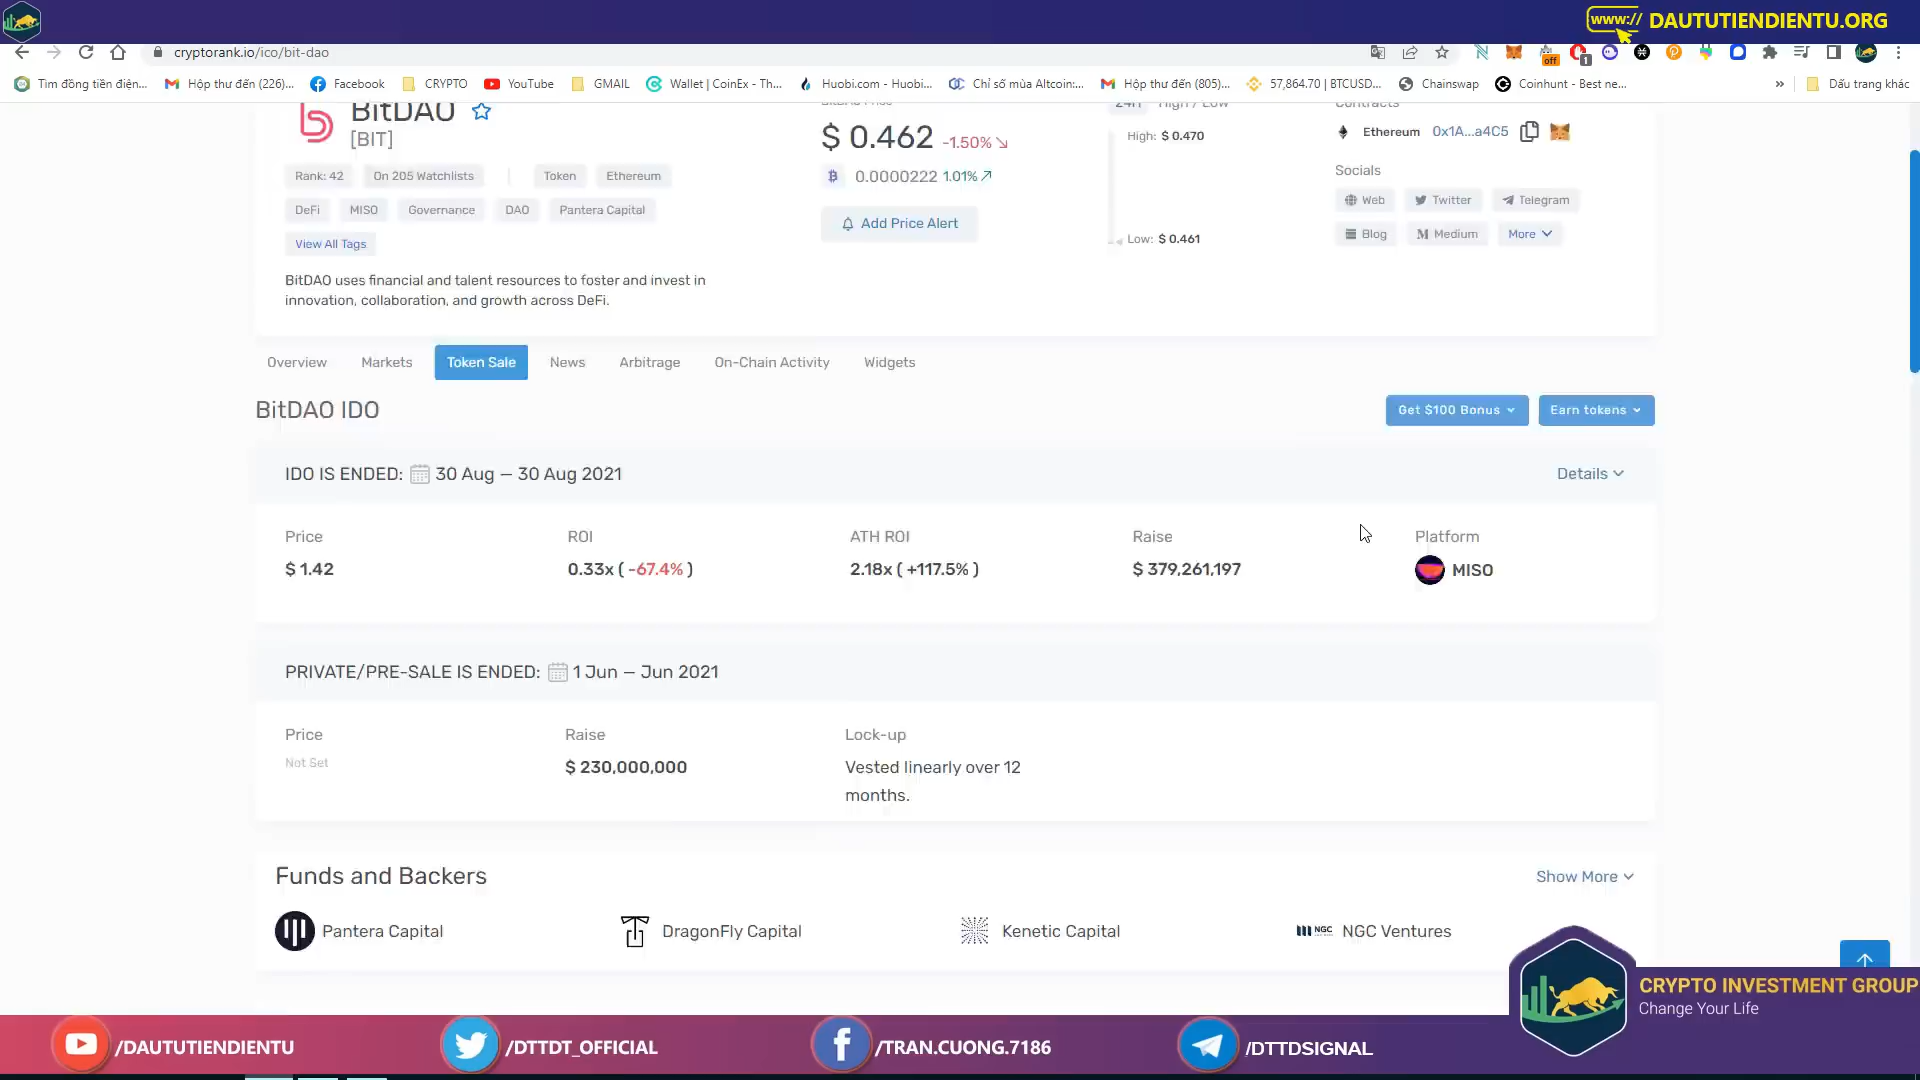 www:// DAUTUTIENDIENTU.ORG
cryptorank.io/ico/bit-dao
off
1
Tìm đồng tiền điện... Hộp thư đến (226)... Facebook CRYPTO YouTube GMAIL Wallet | CoinEx - Th... Huobi.com - Huobi... Chỉ số mùa Altcoin:... Hộp thư đến (805)... 57,864.70 | BTCUSD... Chainswap Coinhunt - Best ne... » Dấu trang khác
BitDAO
[BIT]
Rank: 42 On 205 Watchlists Token Ethereum
DeFi MISO Governance DAO Pantera Capital
View All Tags
BitDAO uses financial and talent resources to foster and invest in
innovation, collaboration, and growth across DeFi.
$ 0.462 -1.50%
0.0000222 1.01%
Add Price Alert
24H High / Low
High: $ 0.470
Low: $ 0.461
Contracts
Ethereum 0x1A...a4C5
Socials
Web Twitter Telegram
Blog Medium More
Overview Markets Token Sale News Arbitrage On-Chain Activity Widgets
BitDAO IDO
Get $100 Bonus Earn tokens
IDO IS ENDED: 30 Aug — 30 Aug 2021
Details
Price ROI ATH ROI Raise Platform
$ 1.42 0.33x ( -67.4% ) 2.18x ( +117.5% ) $ 379,261,197 MISO
PRIVATE/PRE-SALE IS ENDED: 1 Jun — Jun 2021
Price Raise Lock-up
Not Set $ 230,000,000 Vested linearly over 12
months.
Funds and Backers
Show More
Pantera Capital DragonFly Capital Kenetic Capital NGC NGC Ventures
CRYPTO INVESTMENT GROUP
Change Your Life
/DAUTUTIENDIENTU /DTTDT_OFFICIAL /TRAN.CUONG.7186 /DTTDSIGNAL